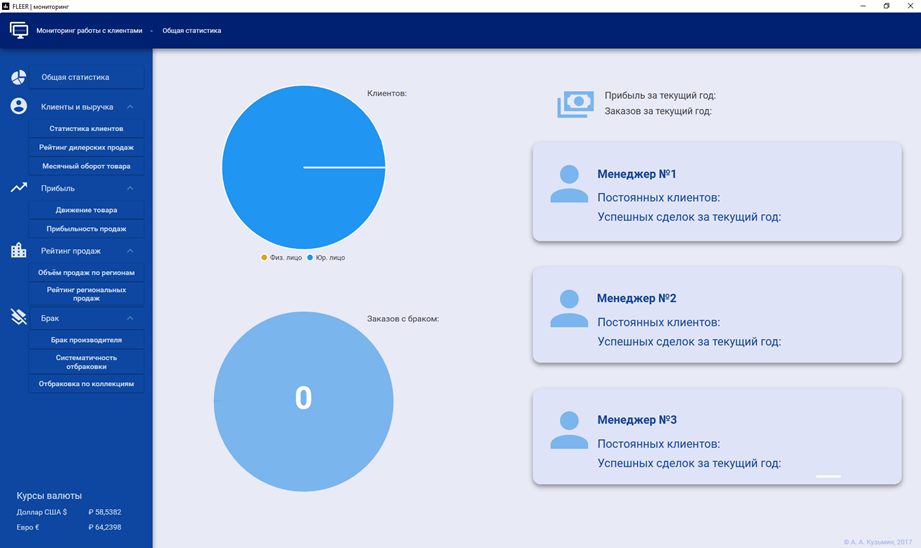 FLEER | мониторинг
Мониторинг работы с клиентами - Общая статистика
Общая статистика
Клиенты и выручка
Статистика клиентов
Рейтинг дилерских продаж
Месячный оборот товара
Прибыль
Движение товара
Прибыльность продаж
Рейтинг продаж
Объём продаж по регионам
Рейтинг региональных
продаж
Брак
Брак производителя
Систематичность
отбраковки
Отбраковка по коллекциям
Курсы валюты
Доллар США $ ₽ 58,5382
Евро € ₽ 64,2398
Клиентов:
Физ. лицо Юр. лицо
Заказов с браком:
0
Прибыль за текущий год:
Заказов за текущий год:
Менеджер №1
Постоянных клиентов:
Успешных сделок за текущий год:
Менеджер №2
Постоянных клиентов:
Успешных сделок за текущий год:
Менеджер №3
Постоянных клиентов:
Успешных сделок за текущий год:
© А. А. Кузьмин, 2017